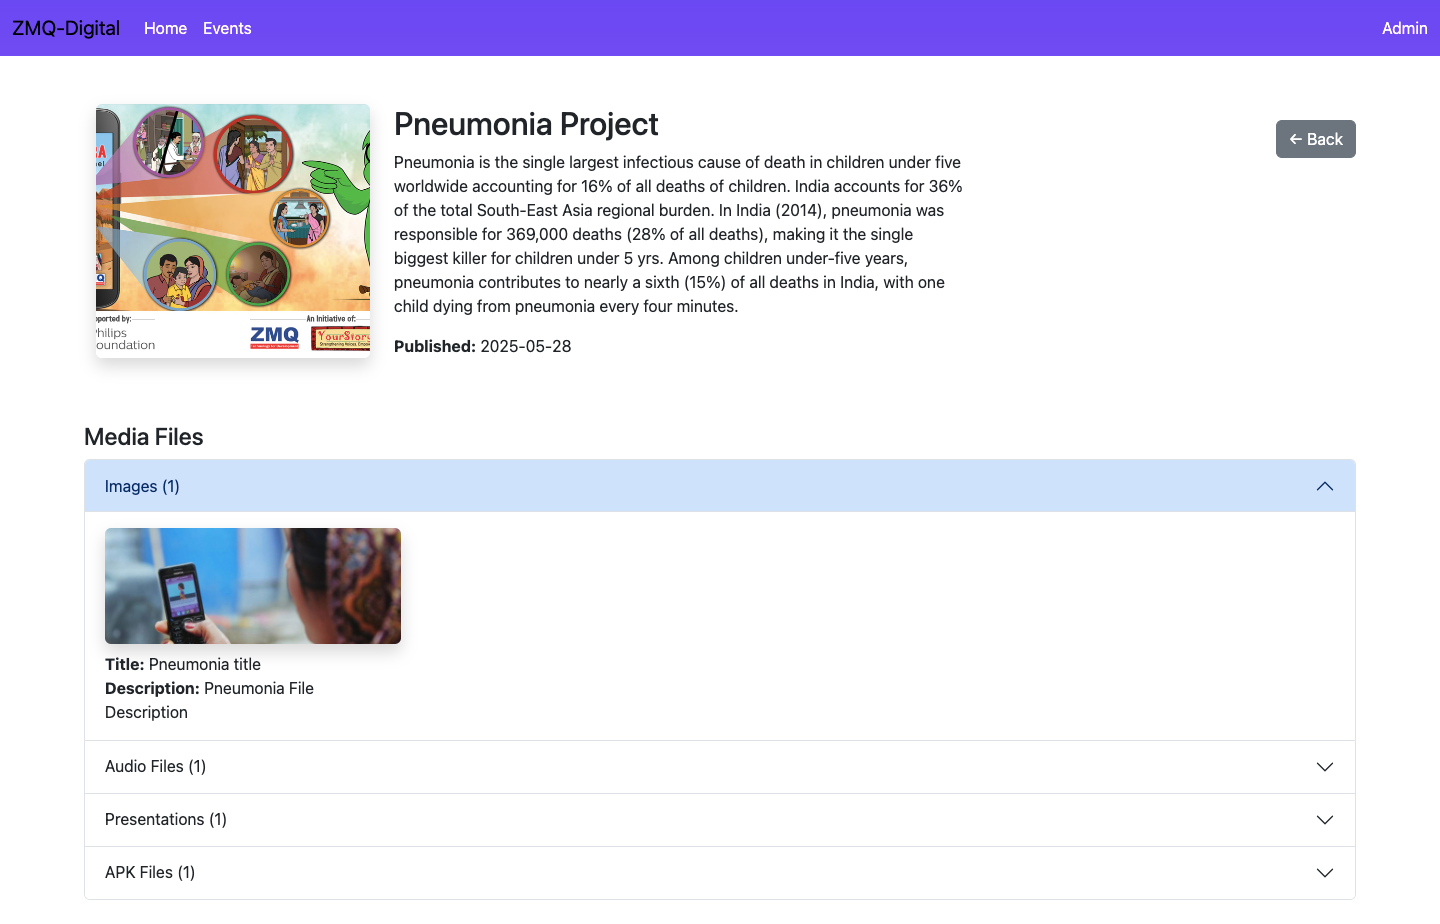 ZMQ-Digital Home Events Admin
Pneumonia Project
← Back
Pneumonia is the single largest infectious cause of death in children under five
worldwide accounting for 16% of all deaths of children. India accounts for 36%
of the total South-East Asia regional burden. In India (2014), pneumonia was
responsible for 369,000 deaths (28% of all deaths), making it the single
biggest killer for children under 5 yrs. Among children under-five years,
pneumonia contributes to nearly a sixth (15%) of all deaths in India, with one
child dying from pneumonia every four minutes.
Published: 2025-05-28
An Initiative of:
ZMQ
YourStory
Media Files
Images (1)
Title: Pneumonia title
Description: Pneumonia File
Description
Audio Files (1)
Presentations (1)
APK Files (1)